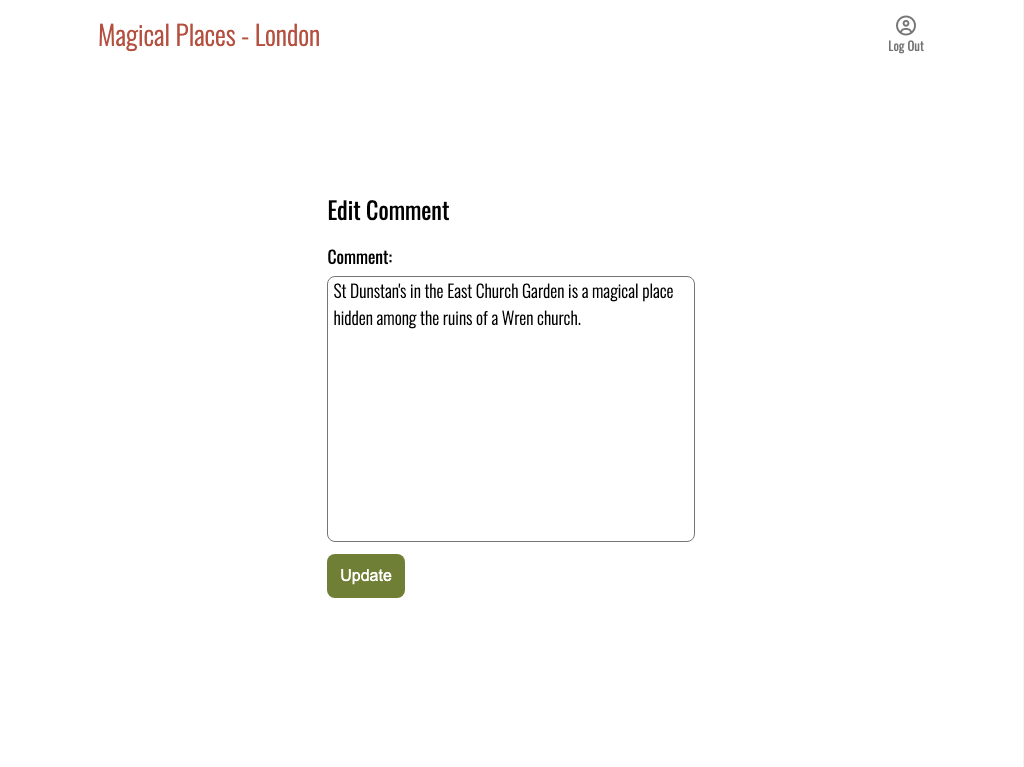 Magical Places - London
Log Out
Edit Comment
Comment:
St Dunstan's in the East Church Garden is a magical place
hidden among the ruins of a Wren church.
Update